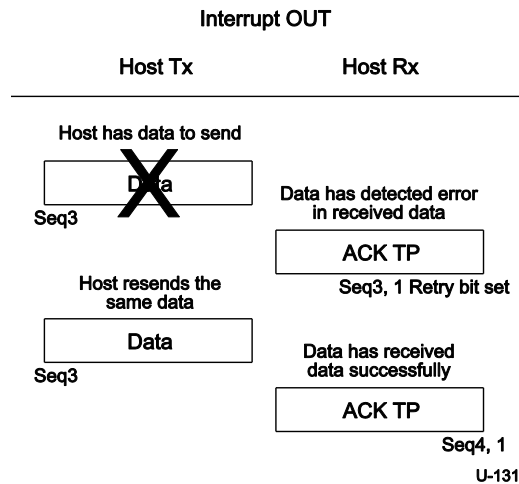 Interrupt OUT
Host Tx
Host Rx
Host has data to send
Data
Seq3
Data has detected error
in received data
ACK TP
Seq3, 1 Retry bit set
Host resends the
same data
Data
Seq3
Data has received
data successfully
ACK TP
Seq4, 1
U-131